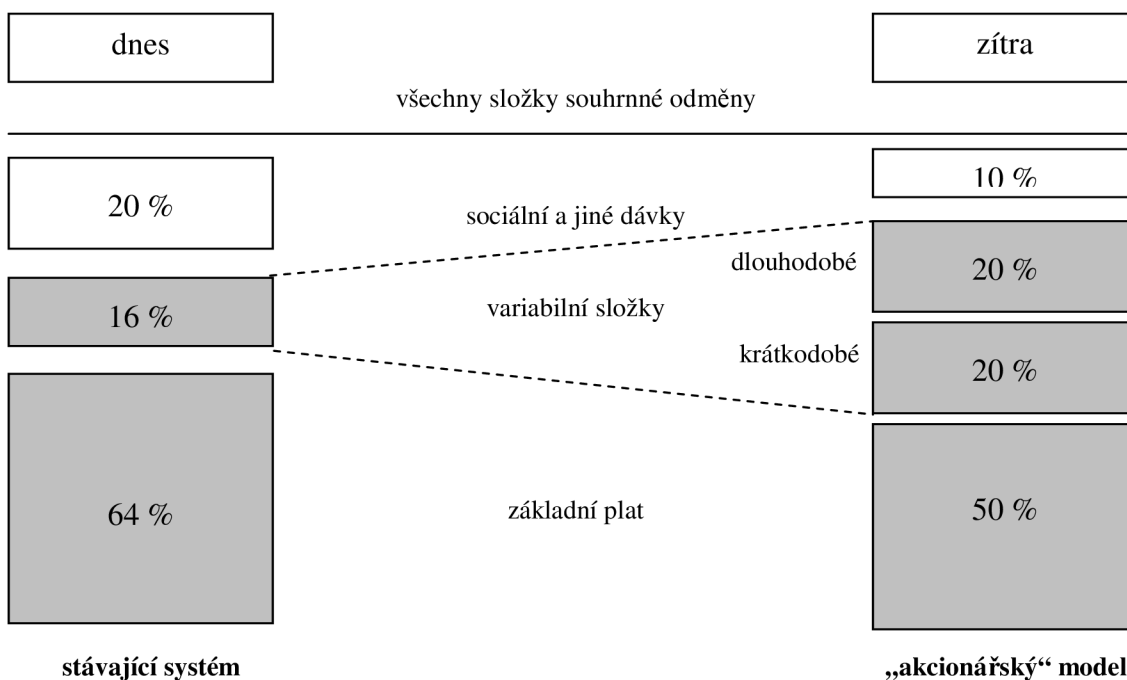 dnes
zítra
všechny složky souhrnné odměny
20 %
10 %
sociální a jiné dávky
dlouhodobé
20 %
16 %
variabilní složky
krátkodobé
20 %
64 %
základní plat
50 %
stávající systém
„akcionářský“ model